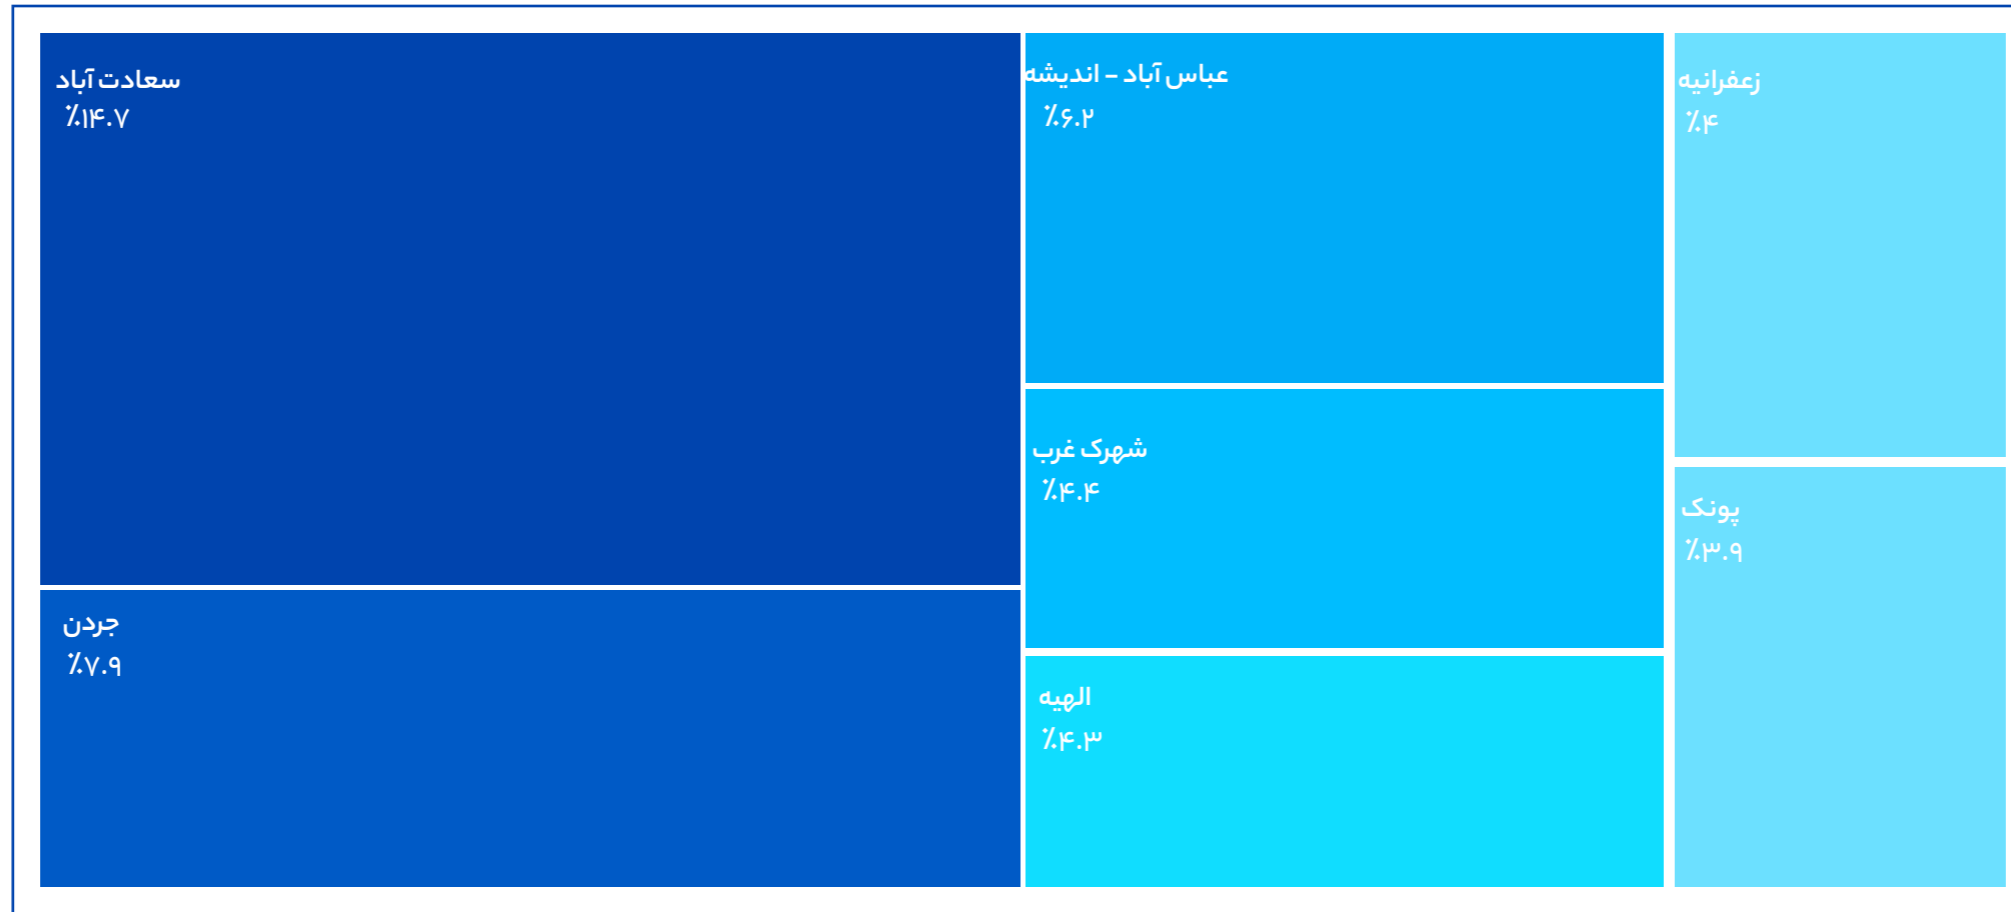 سعادت آباد
٪۱۴.۷
جردن
٪۷.۹
عباس آباد - اندیشه
٪۶.۲
شهرک غرب
٪۴.۴
الهیه
٪۴.۳
زعفرانیه
٪۴
پونک
٪۳.۹